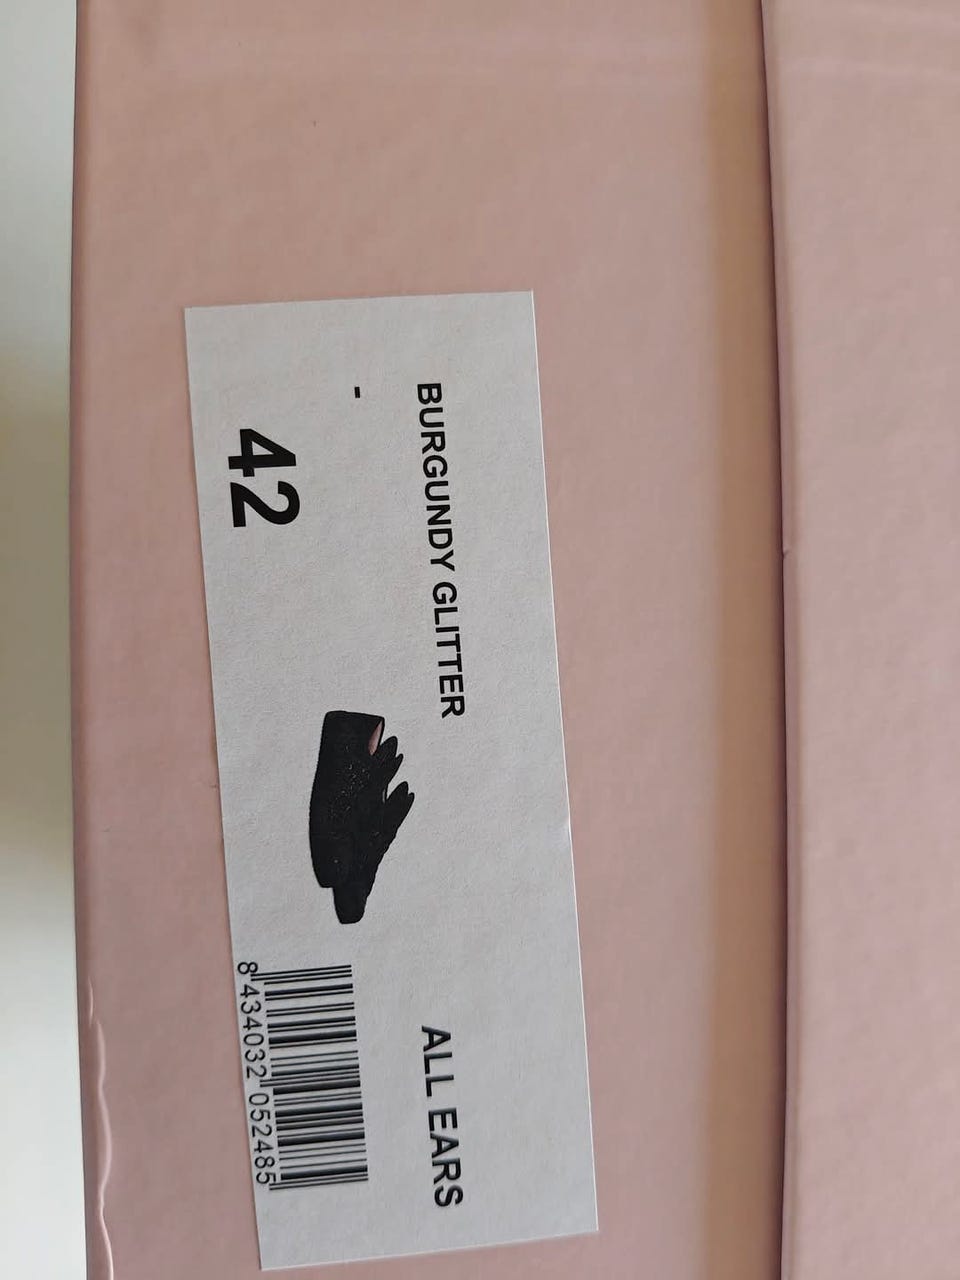 BURGUNDY GLITTER
ALL EARS
-
42
8 434032 052485